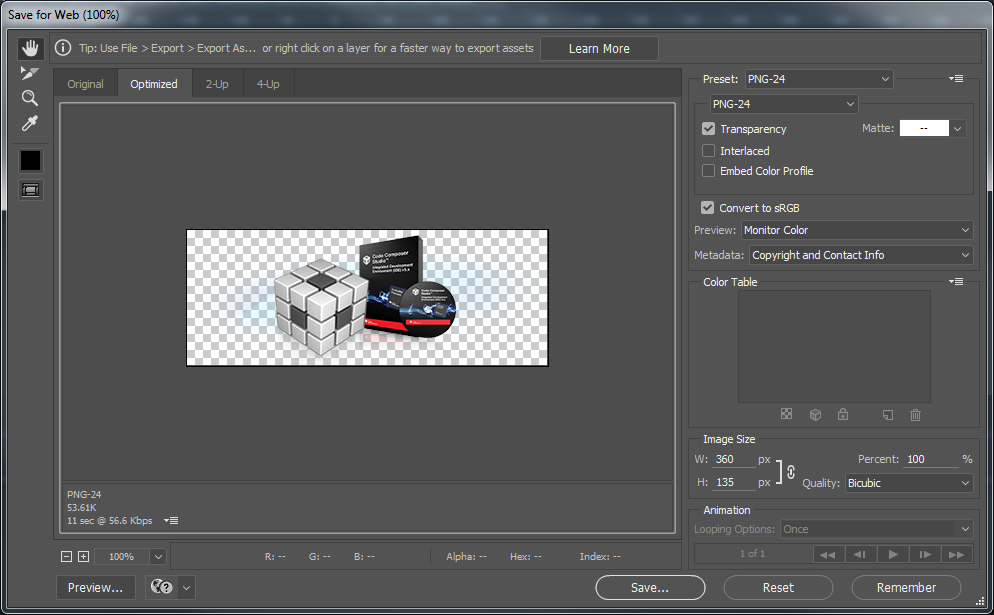 Save for Web (100%)
Tip: Use File > Export > Export As... or right click on a layer for a faster way to export assets
Learn More
Original
Optimized
2-Up
4-Up
Code Composer
Studio™
Integrated Development
Environment (IDE) v5.x
Code Composer
Studio™
PNG-24
53.61K
11 sec @ 56.6 Kbps
100%
R: --
G: --
B: --
Alpha: --
Hex: --
Index: --
Preview...
Preset: PNG-24
PNG-24
Transparency
Matte: --
Interlaced
Embed Color Profile
Convert to sRGB
Preview: Monitor Color
Metadata: Copyright and Contact Info
Color Table
Image Size
W: 360 px
Percent: 100 %
H: 135 px
Quality: Bicubic
Animation
Looping Options: Once
1 of 1
Save...
Reset
Remember